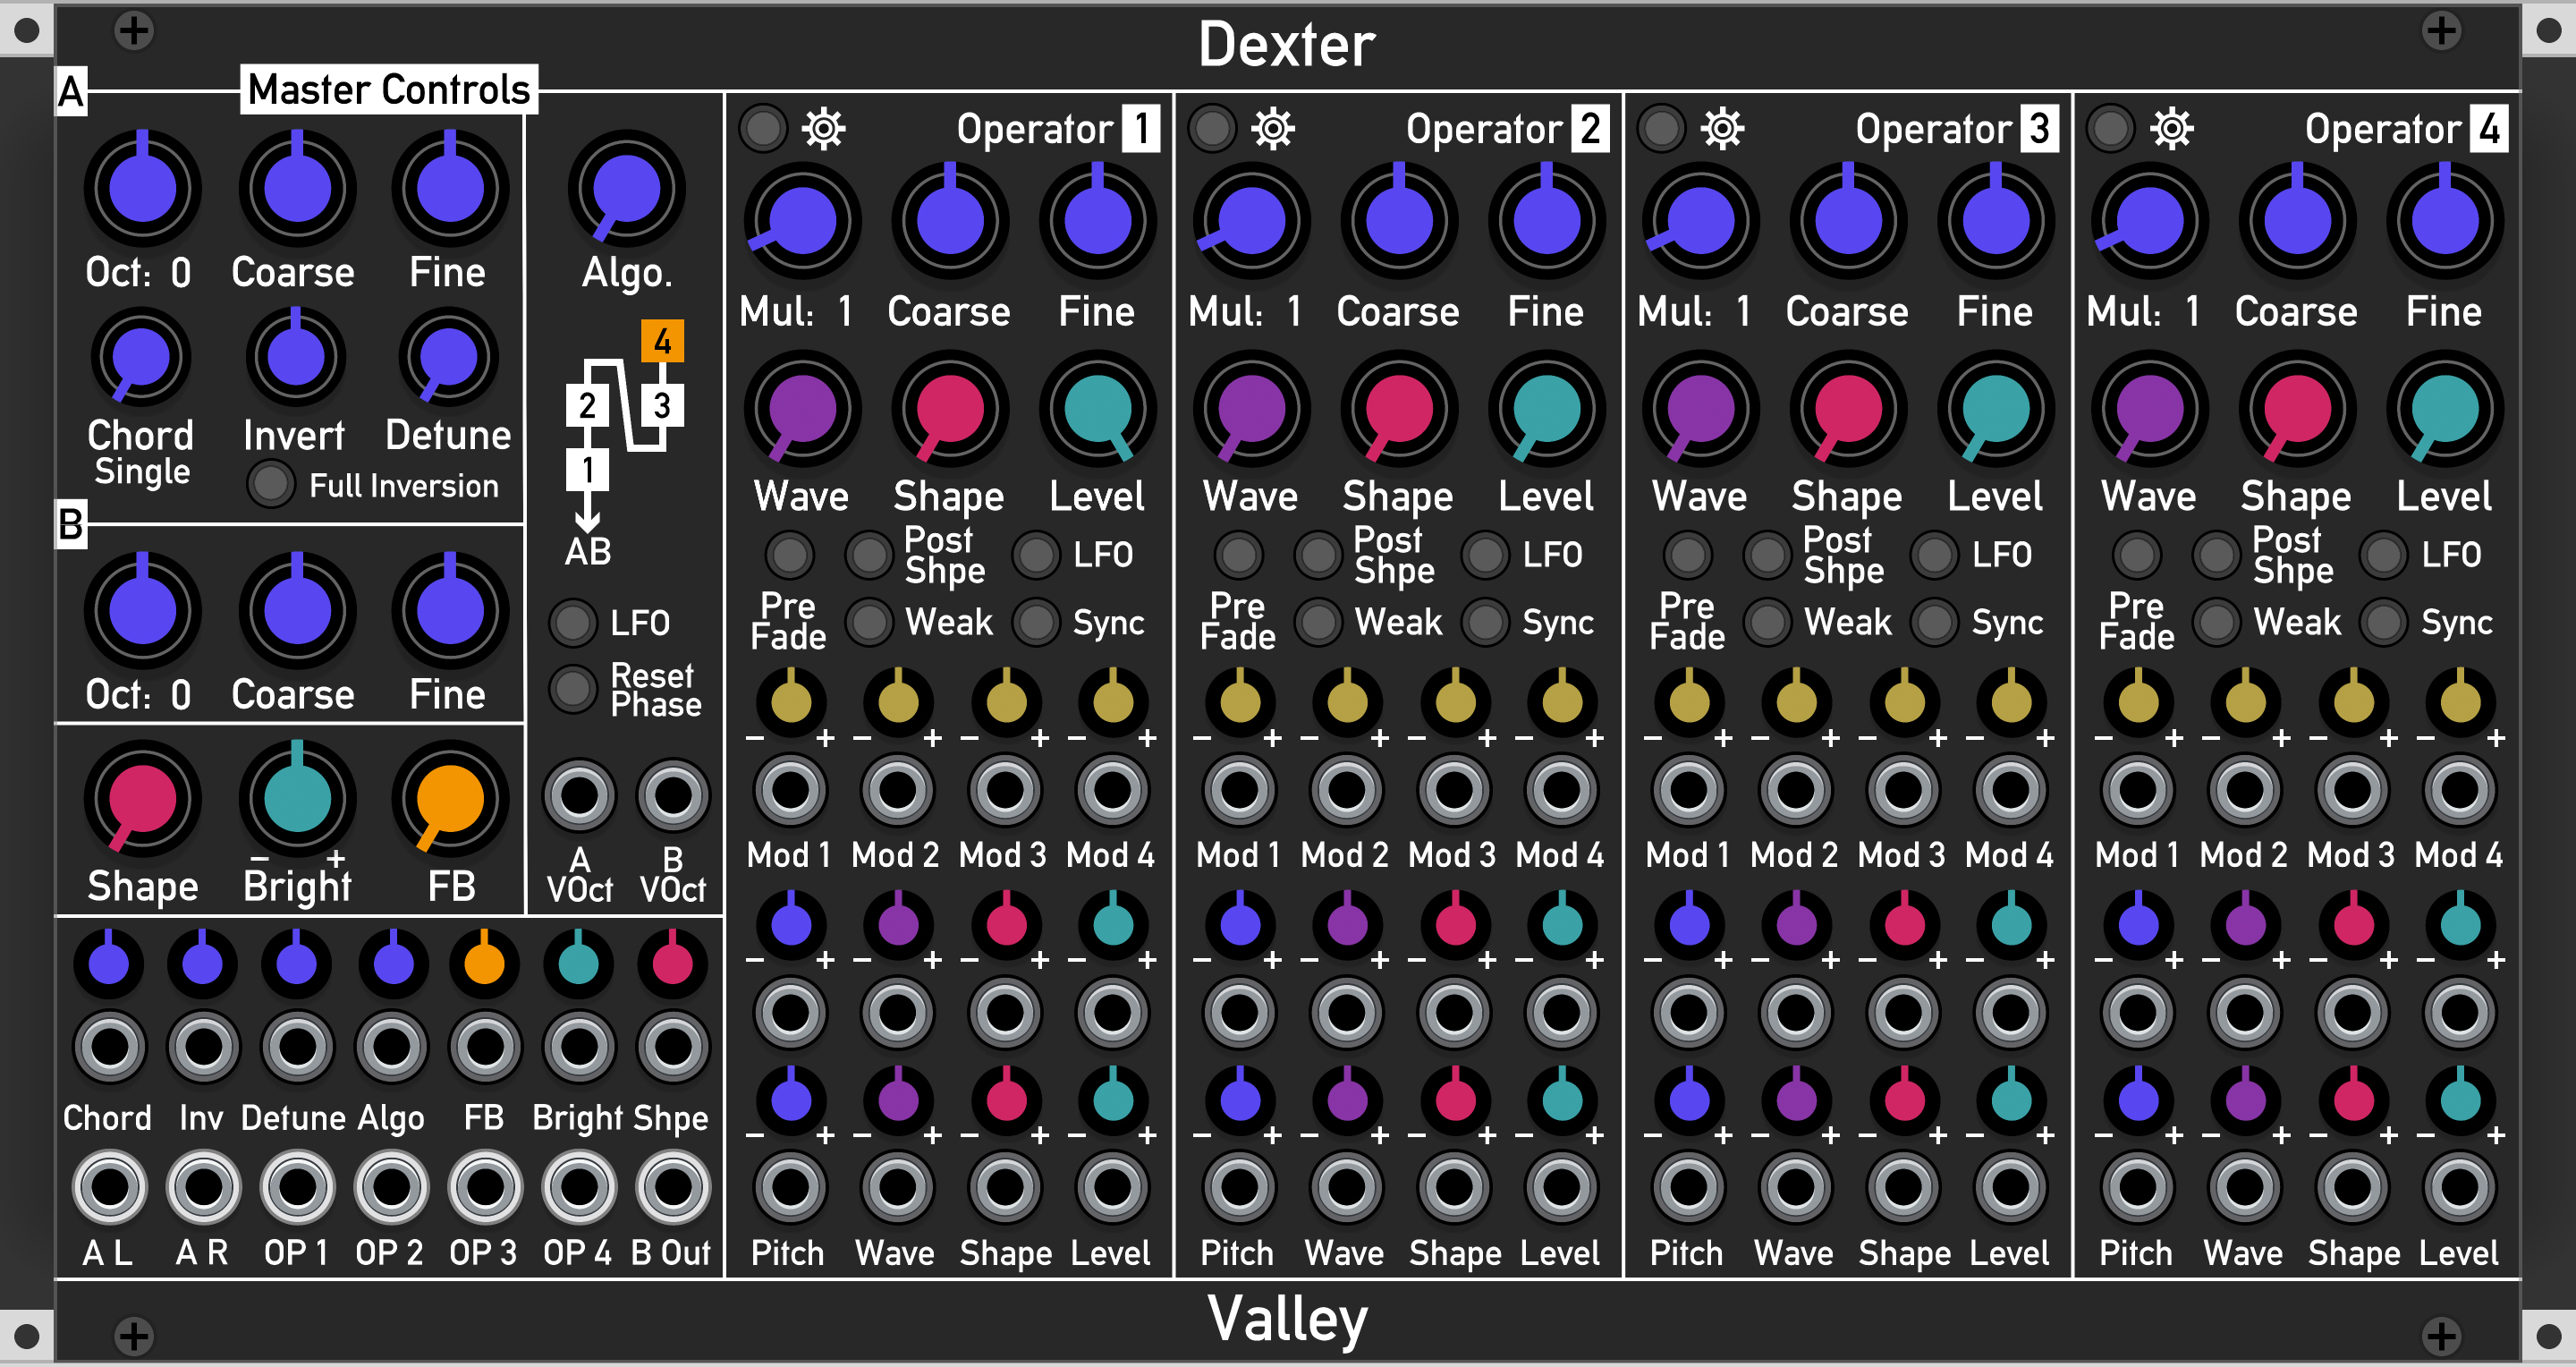 Dexter
A
Master Controls
Oct: 0 Coarse Fine
Chord Invert Detune
Single
Full Inversion
B
Oct: 0 Coarse Fine
Shape − Bright + FB
Algo.
4
2 3
1
AB
LFO
Reset
Phase
A
VOct
B
VOct
Chord Inv Detune Algo FB Bright Shpe
A L A R OP 1 OP 2 OP 3 OP 4 B Out
Operator 1
Mul: 1 Coarse Fine
Wave Shape Level
Post
Shpe
LFO
Pre
Fade
Weak Sync
− + − + − + − +
Mod 1 Mod 2 Mod 3 Mod 4
− + − + − + − +
− + − + − + − +
Pitch Wave Shape Level
Operator 2
Mul: 1 Coarse Fine
Wave Shape Level
Post
Shpe
LFO
Pre
Fade
Weak Sync
− + − + − + − +
Mod 1 Mod 2 Mod 3 Mod 4
− + − + − + − +
− + − + − + − +
Pitch Wave Shape Level
Operator 3
Mul: 1 Coarse Fine
Wave Shape Level
Post
Shpe
LFO
Pre
Fade
Weak Sync
− + − + − + − +
Mod 1 Mod 2 Mod 3 Mod 4
− + − + − + − +
− + − + − + − +
Pitch Wave Shape Level
Operator 4
Mul: 1 Coarse Fine
Wave Shape Level
Post
Shpe
LFO
Pre
Fade
Weak Sync
− + − + − + − +
Mod 1 Mod 2 Mod 3 Mod 4
− + − + − + − +
− + − + − + − +
Pitch Wave Shape Level
Valley